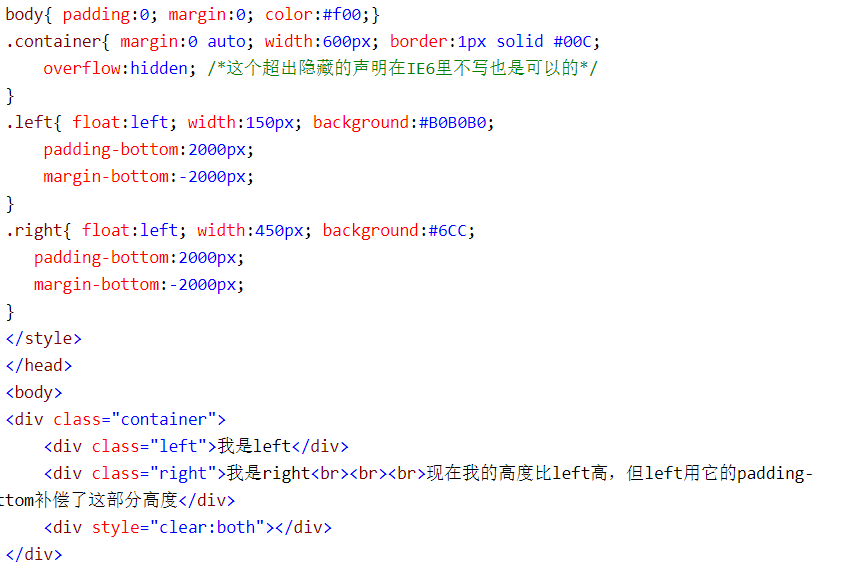 body{ padding:0; margin:0; color:#f00;}
.container{ margin:0 auto; width:600px; border:1px solid #00C;
overflow:hidden; /*这个超出隐藏的声明在IE6里不写也是可以的*/
}
.left{ float:left; width:150px; background:#B0B0B0;
padding-bottom:2000px;
margin-bottom:-2000px;
}
.right{ float:left; width:450px; background:#6CC;
padding-bottom:2000px;
margin-bottom:-2000px;
}
</style>
</head>
<body>
<div class="container">
<div class="left">我是left</div>
<div class="right">我是right<br><br><br>现在我的高度比left高，但left用它的padding-
ttom补偿了这部分高度</div>
<div style="clear:both"></div>
</div>